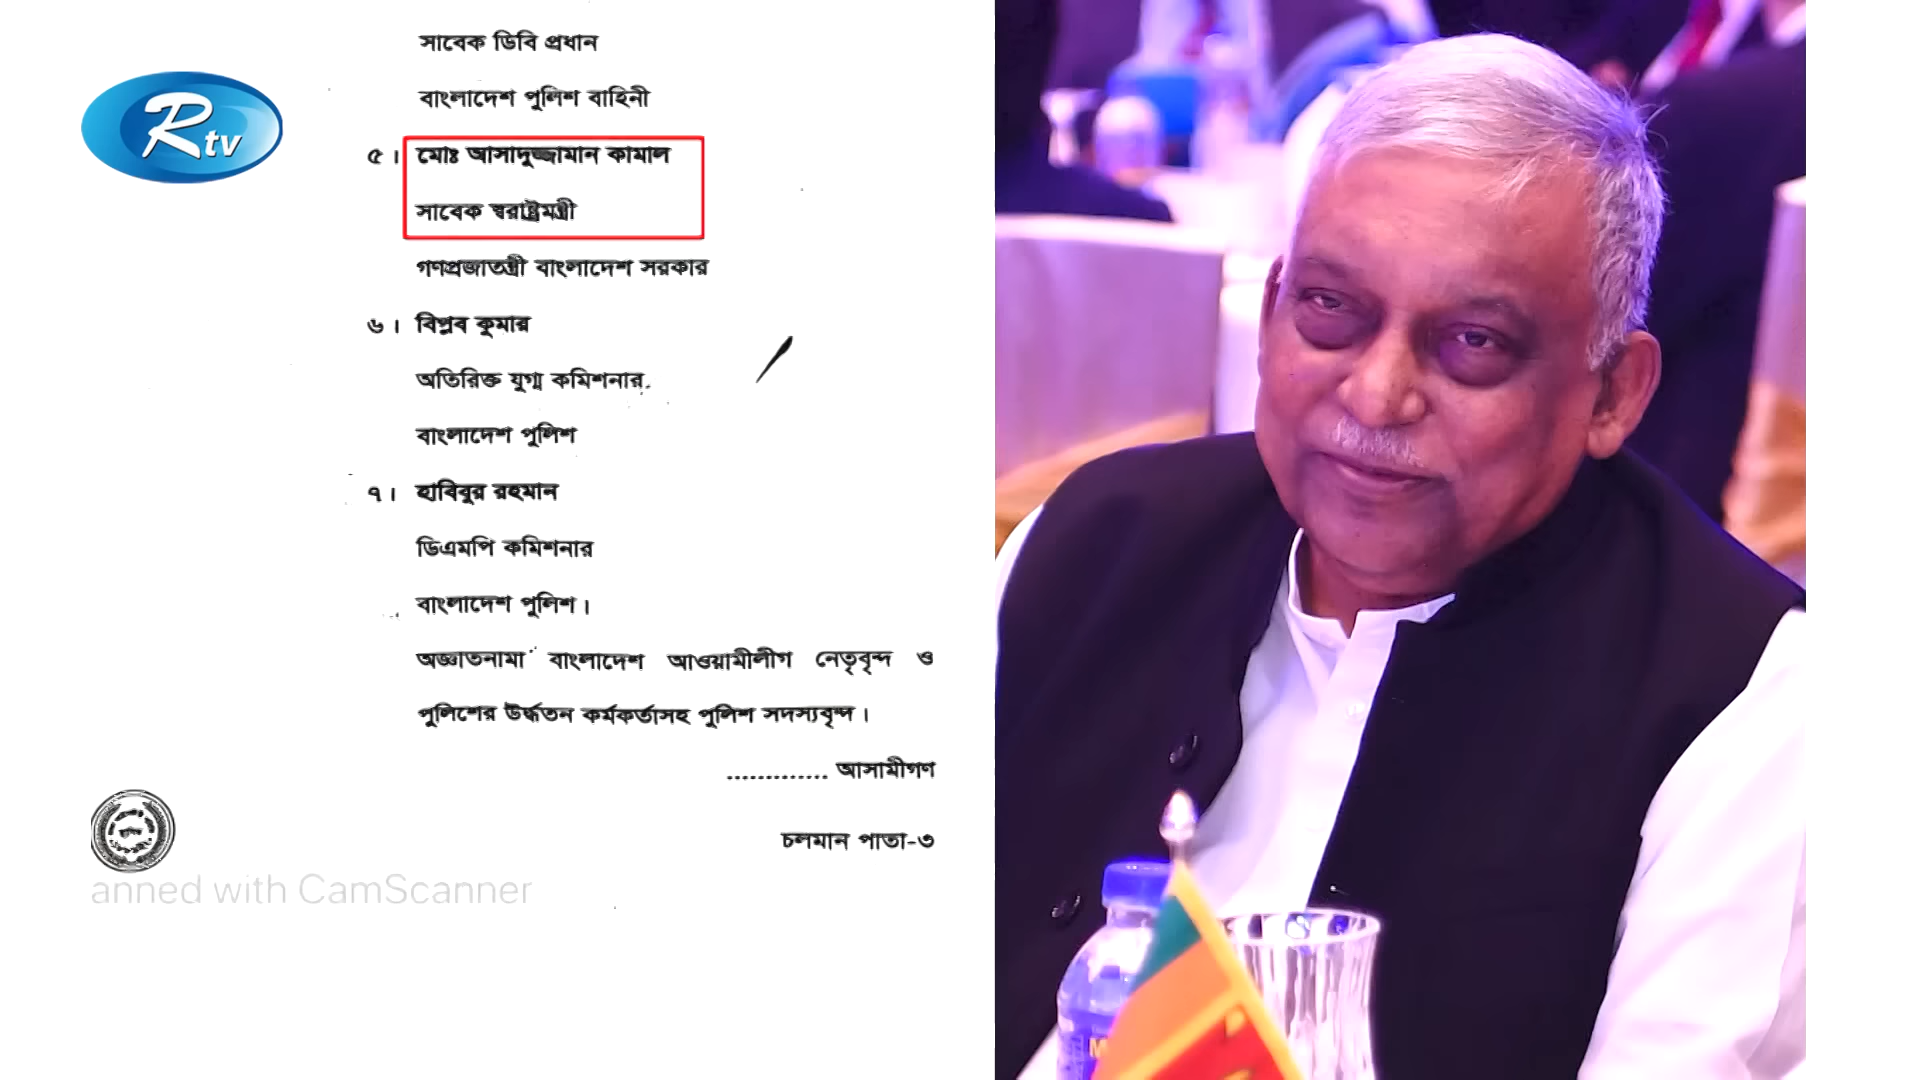 Rtv
সাবেক ডিবি প্রধান
বাংলাদেশ পুলিশ বাহিনী
৫। মোঃ আসাদুজ্জামান কামাল
সাবেক স্বরাষ্ট্রমন্ত্রী
গণপ্রজাতন্ত্রী বাংলাদেশ সরকার
৬। বিপ্লব কুমার
অতিরিক্ত যুগ্ম কমিশনার,
বাংলাদেশ পুলিশ
৭। হাবিবুর রহমান
ডিএমপি কমিশনার
বাংলাদেশ পুলিশ।
অজ্ঞাতনামা বাংলাদেশ আওয়ামীলীগ নেতৃবৃন্দ ও
পুলিশের উর্দ্ধতন কর্মকর্তাসহ পুলিশ সদস্যবৃন্দ।
............. আসামীগণ
চলমান পাতা-৩
anned with CamScanner